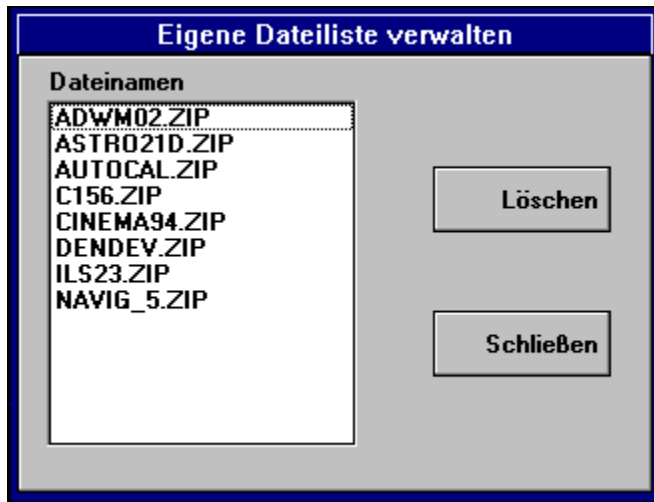 Eigene Dateiliste verwalten
Dateinamen
ADWM02.ZIP
ASTRO21D.ZIP
AUTOCAL.ZIP
C156.ZIP
CINEMA94.ZIP
DENDEV.ZIP
ILS23.ZIP
NAVIG_5.ZIP
Löschen
Schließen